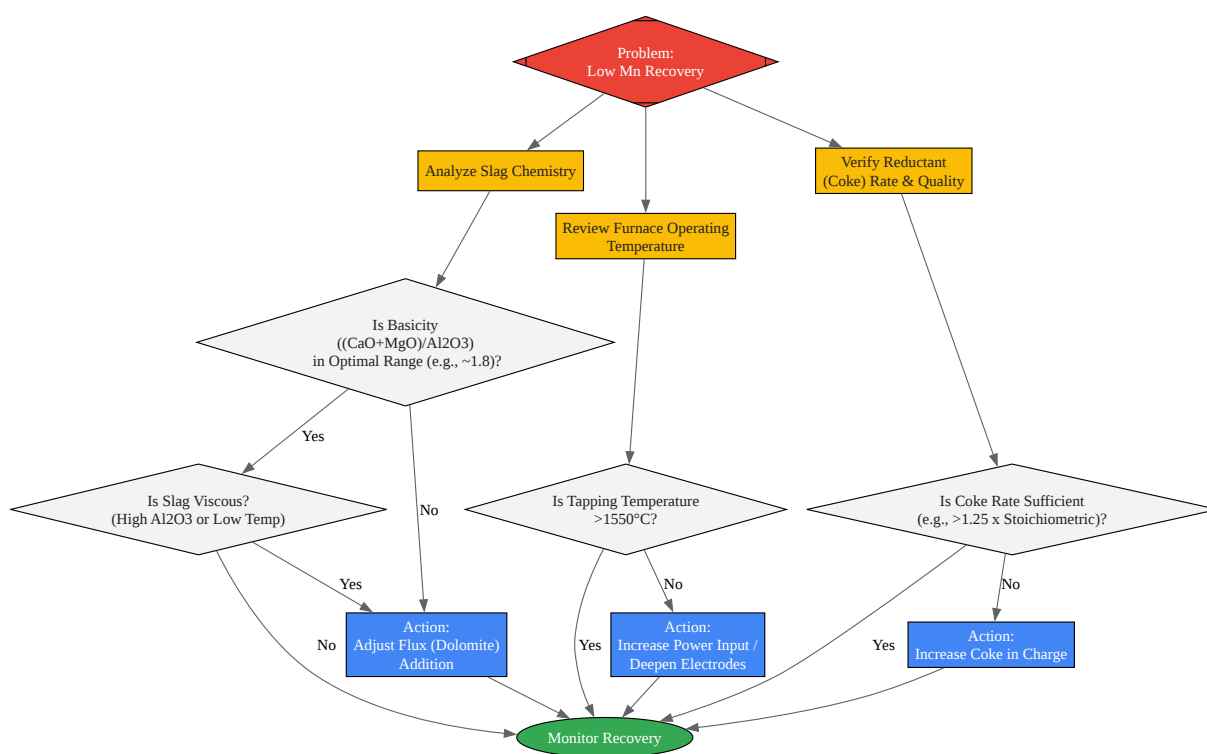 Problem:
Low Mn Recovery
Analyze Slag Chemistry
Verify Reductant
(Coke) Rate & Quality
Review Furnace Operating
Temperature
Is Basicity
((CaO+MgO)/Al2O3)
in Optimal Range (e.g., ~1.8)?
Yes
No
Is Slag Viscous?
(High Al2O3 or Low Temp)
Is Tapping Temperature
>1550°C?
Is Coke Rate Sufficient
(e.g., >1.25 x Stoichiometric)?
Yes
No
No
No
Yes
Yes
Action:
Adjust Flux (Dolomite)
Addition
Action:
Increase Power Input /
Deepen Electrodes
Action:
Increase Coke in Charge
Monitor Recovery